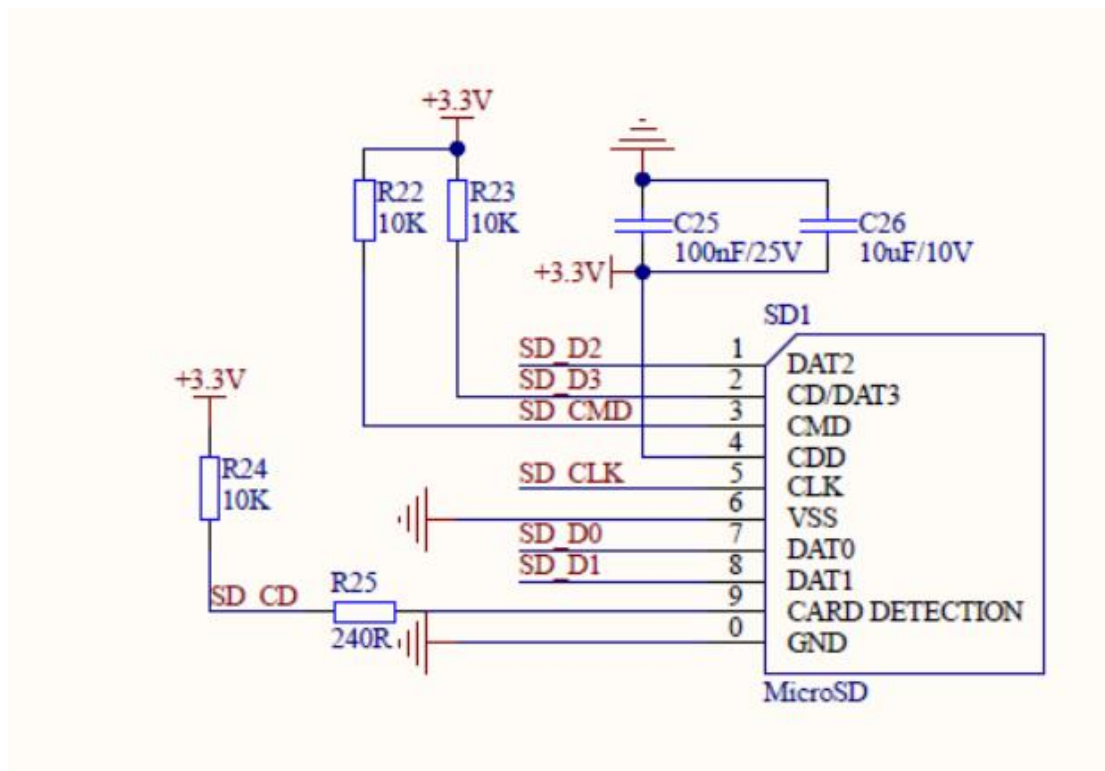 +3.3V
R22
10K
R23
10K
C25
100nF/25V
C26
10uF/10V
+3.3V
SD1
SD_D2 1 DAT2
SD_D3 2 CD/DAT3
SD_CMD 3 CMD
4 CDD
SD_CLK 5 CLK
6 VSS
SD_D0 7 DAT0
SD_D1 8 DAT1
9 CARD DETECTION
0 GND
MicroSD
+3.3V
R24
10K
SD_CD
R25
240R